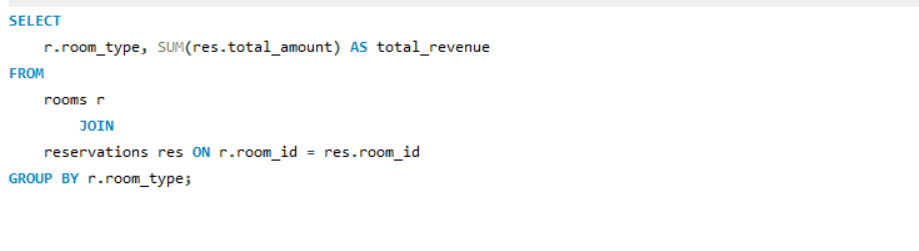 SELECT
    r.room_type, SUM(res.total_amount) AS total_revenue
FROM
    rooms r
        JOIN
    reservations res ON r.room_id = res.room_id
GROUP BY r.room_type;